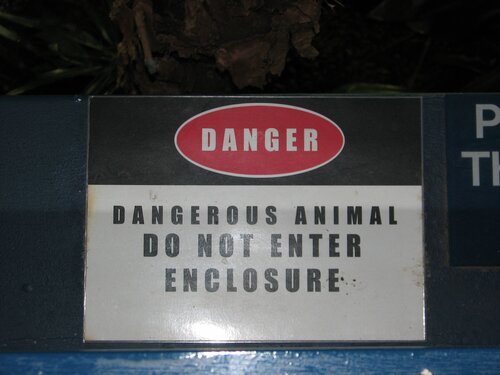 DANGER
DANGEROUS ANIMAL
DO NOT ENTER
ENCLOSURE